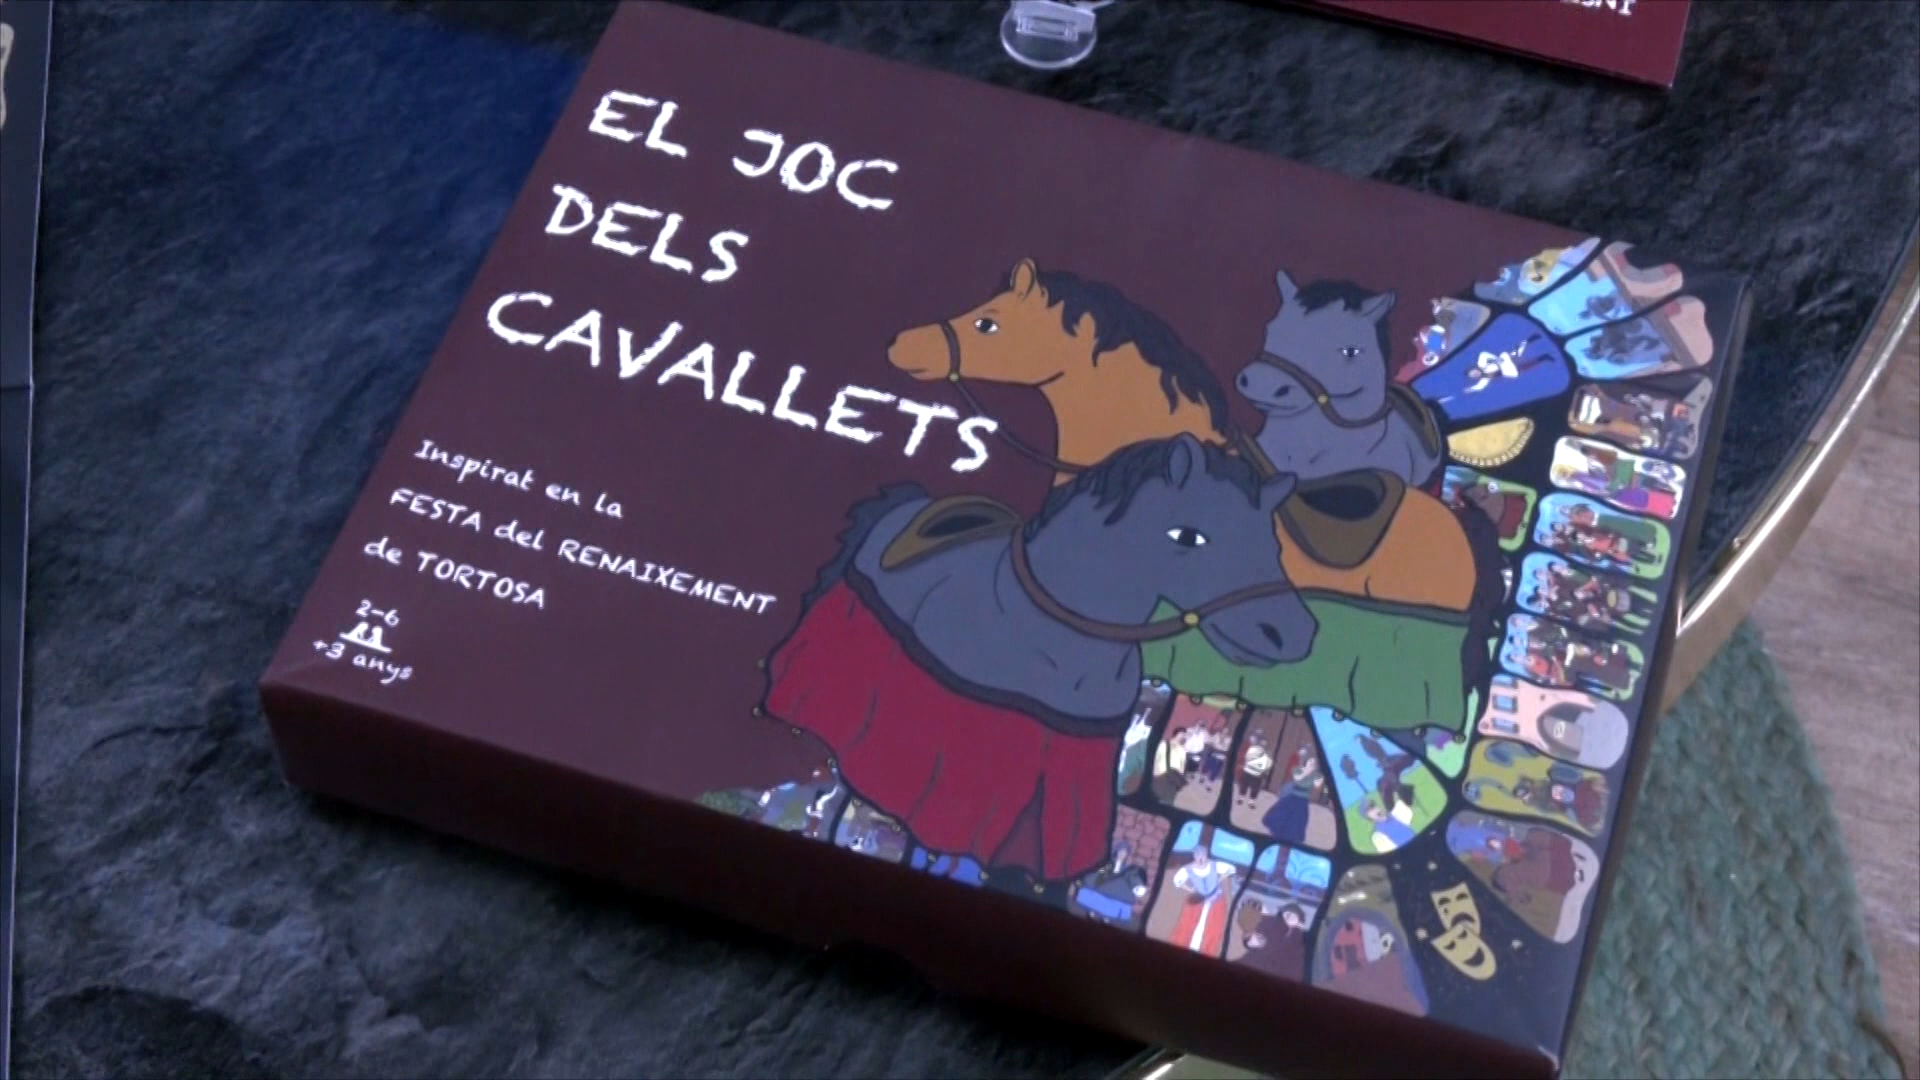 EL JOC
DELS
CAVALLETS
Inspirat en la
FESTA del RENAIXEMENT
de TORTOSA
2-6
+3 anys